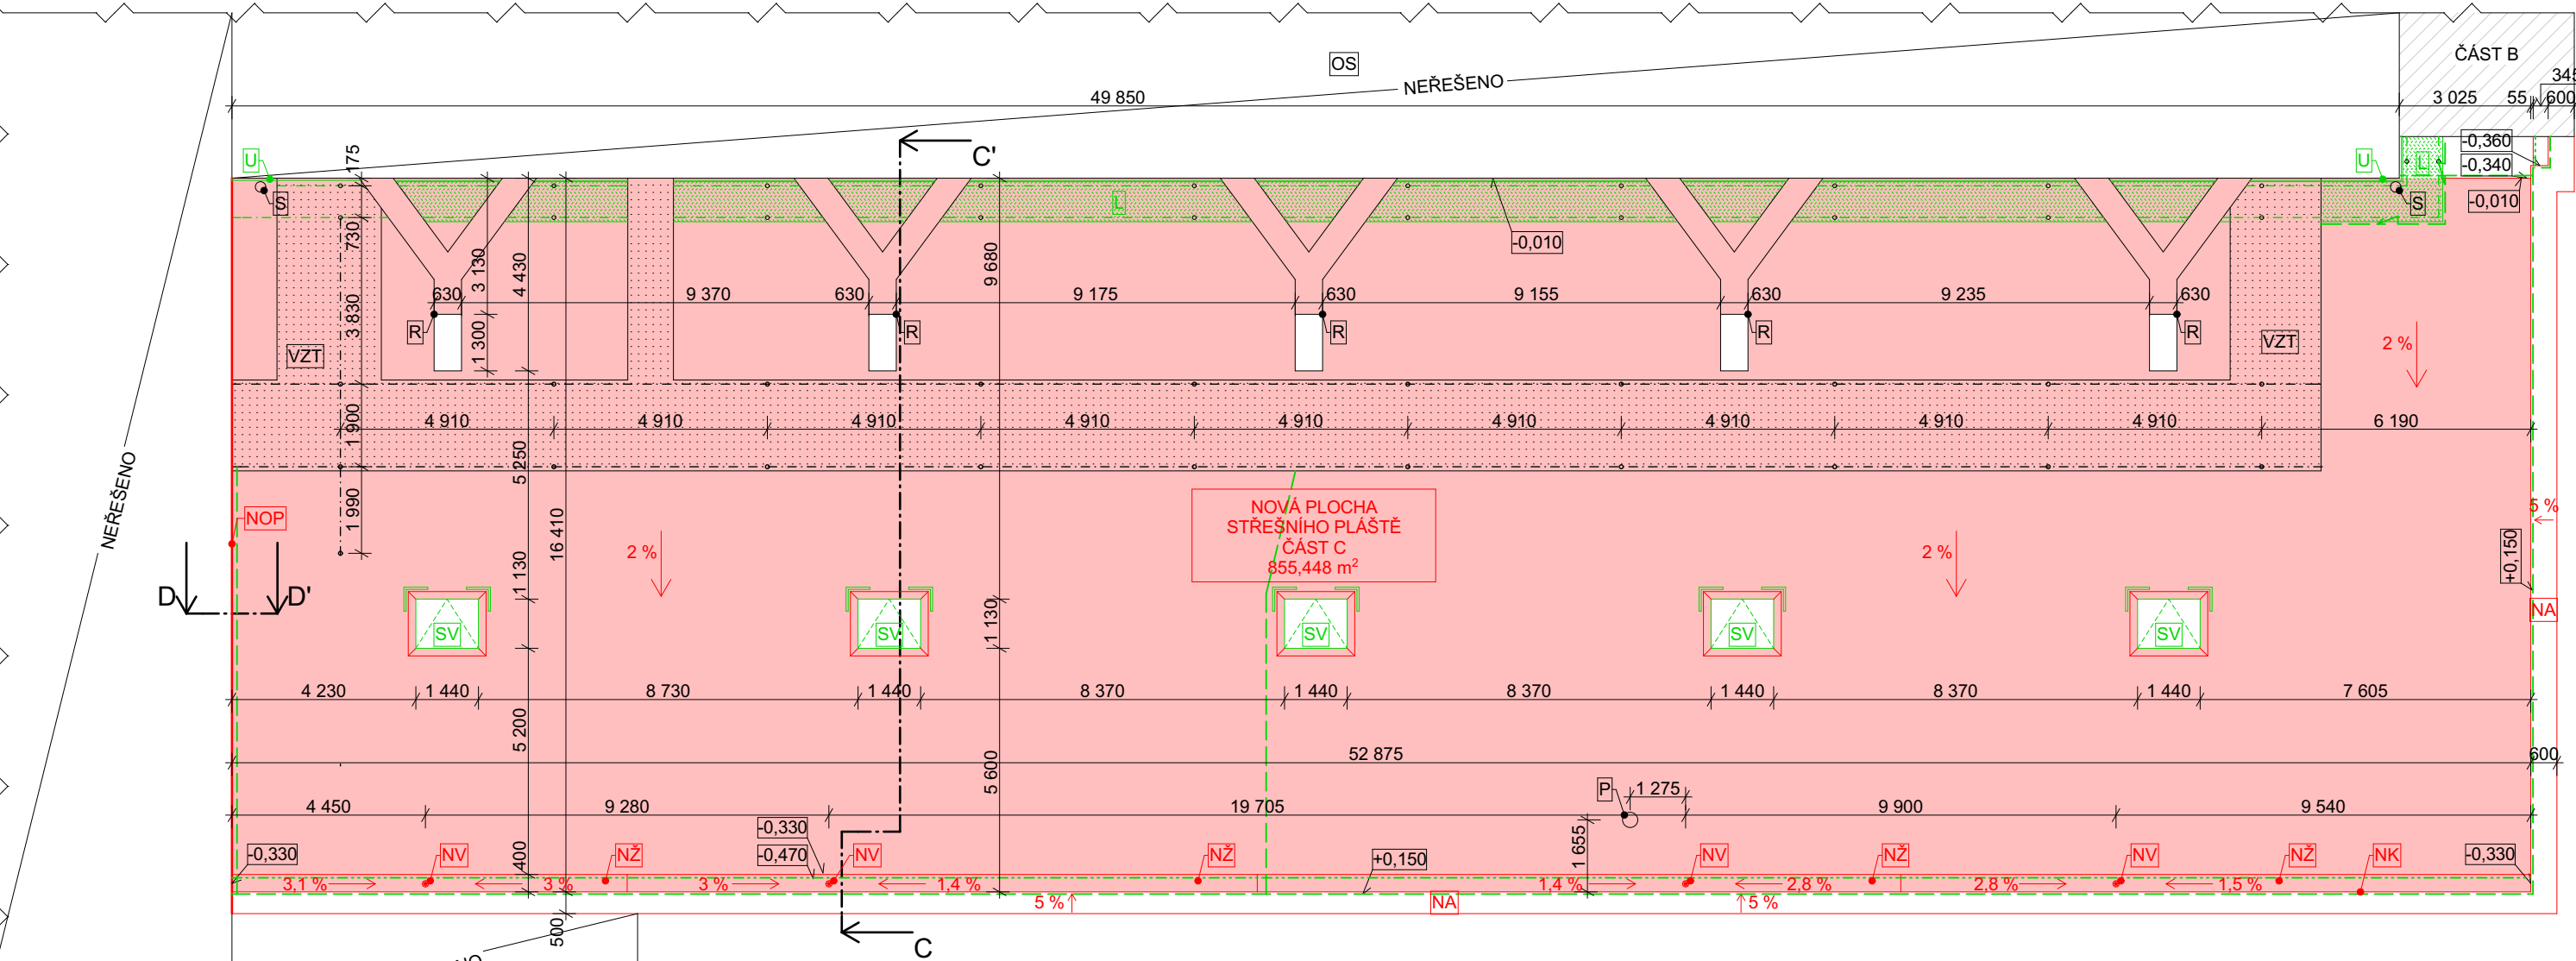 ČÁST B
OS
NEŘEŠENO
345
49 850
3 025
55
600
C'
U
175
U
L
-0,360
-0,340
S
L
S
-0,010
-0,010
730
3 130
4 430
9 680
630
9 370
630
9 175
630
9 155
630
9 235
630
3 830
R
R
R
R
R
1 300
VZT
VZT
2 %
4 910
4 910
4 910
4 910
4 910
4 910
4 910
4 910
4 910
6 190
1 900
5 250
NEŘEŠENO
NOP
1 990
16 410
NOVÁ PLOCHA
STŘEŠNÍHO PLÁŠTĚ
ČÁST C
855,448 m²
5 %
2 %
2 %
+0,150
1 130
D
D'
1 130
NA
SV
SV
SV
SV
SV
4 230
1 440
8 730
1 440
8 370
1 440
8 370
1 440
8 370
1 440
7 605
5 200
52 875
600
5 600
P
1 275
4 450
9 280
19 705
9 900
9 540
-0,330
-0,330
-0,470
400
NV
NŽ
NV
NŽ
+0,150
1 655
NV
NŽ
NV
NŽ
NK
-0,330
3,1 %
3 %
3 %
1,4 %
1,4 %
2,8 %
2,8 %
1,5 %
5 %
NA
5 %
500
C